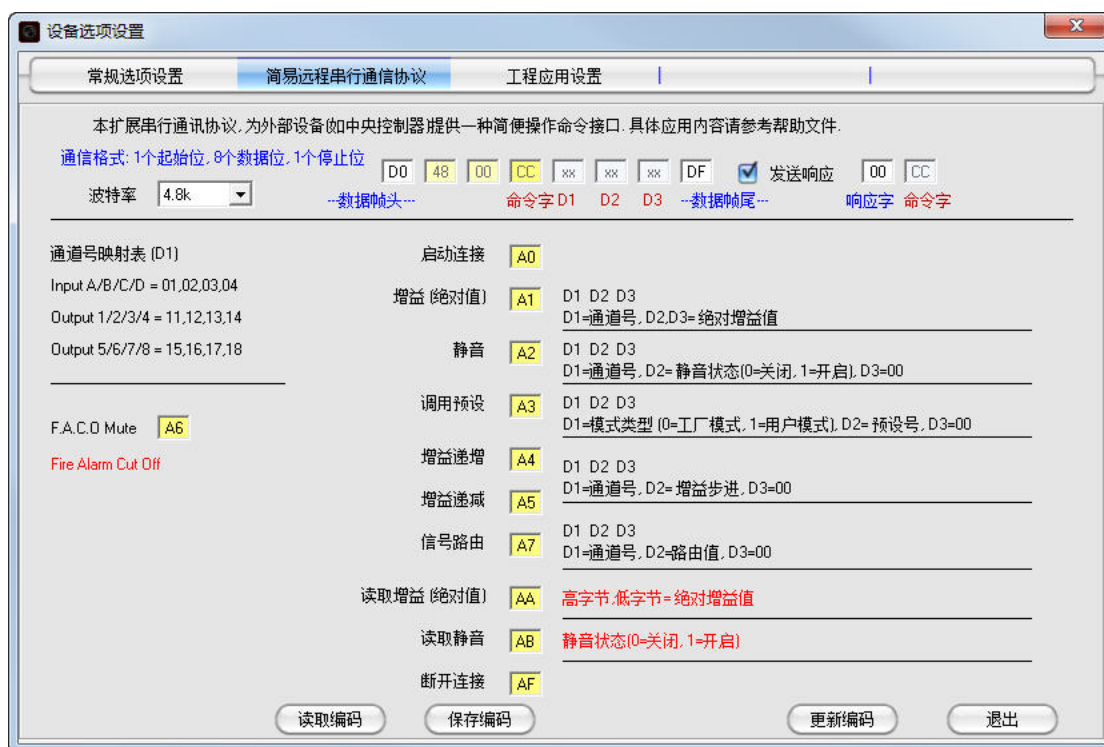 设备选项设置
常规选项设置 简易远程串行通信协议 工程应用设置
本扩展串行通讯协议, 为外部设备(如中央控制器)提供一种简便操作命令接口. 具体应用内容请参考帮助文件.
通信格式: 1个起始位, 8个数据位, 1个停止位
D0 48 00 CC xx xx xx DF 发送响应 00 CC
波特率 4.8k ---数据帧头--- 命令字 D1 D2 D3 ---数据帧尾--- 响应字 命令字
通道号映射表 (D1)
Input A/B/C/D = 01,02,03,04
Output 1/2/3/4 = 11,12,13,14
Output 5/6/7/8 = 15,16,17,18
F.A.C.O Mute A6
Fire Alarm Cut Off
启动连接 A0
增益 (绝对值) A1 D1 D2 D3
D1=通道号, D2,D3= 绝对增益值
静音 A2 D1 D2 D3
D1=通道号, D2= 静音状态(0=关闭, 1=开启), D3=00
调用预设 A3 D1 D2 D3
D1=模式类型 (0=工厂模式, 1=用户模式), D2= 预设号, D3=00
增益递增 A4 D1 D2 D3
D1=通道号, D2= 增益步进, D3=00
增益递减 A5
信号路由 A7 D1 D2 D3
D1=通道号, D2=路由值, D3=00
读取增益 (绝对值) AA 高字节,低字节= 绝对增益值
读取静音 AB 静音状态(0=关闭, 1=开启)
断开连接 AF
读取编码 保存编码 更新编码 退出